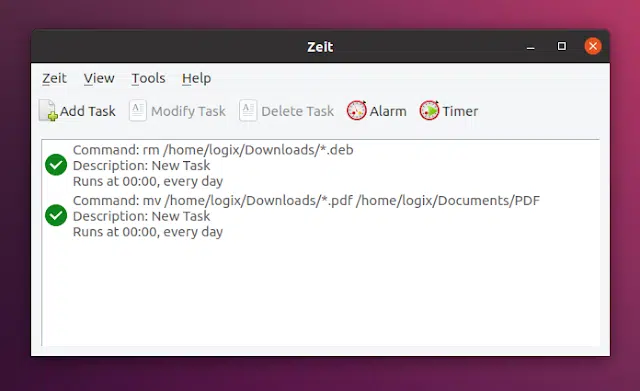 Zeit
Zeit View Tools Help
Add Task Modify Task Delete Task Alarm Timer
Command: rm /home/logix/Downloads/*.deb
Description: New Task
Runs at 00:00, every day
Command: mv /home/logix/Downloads/*.pdf /home/logix/Documents/PDF
Description: New Task
Runs at 00:00, every day